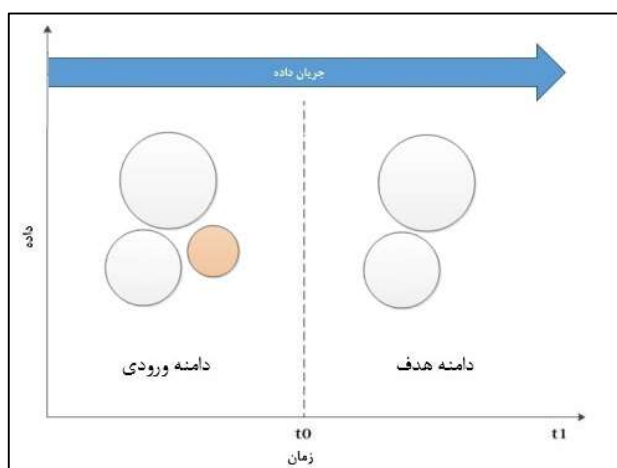 جریان داده
داده
دامنه ورودی
دامنه هدف
t0
t1
زمان